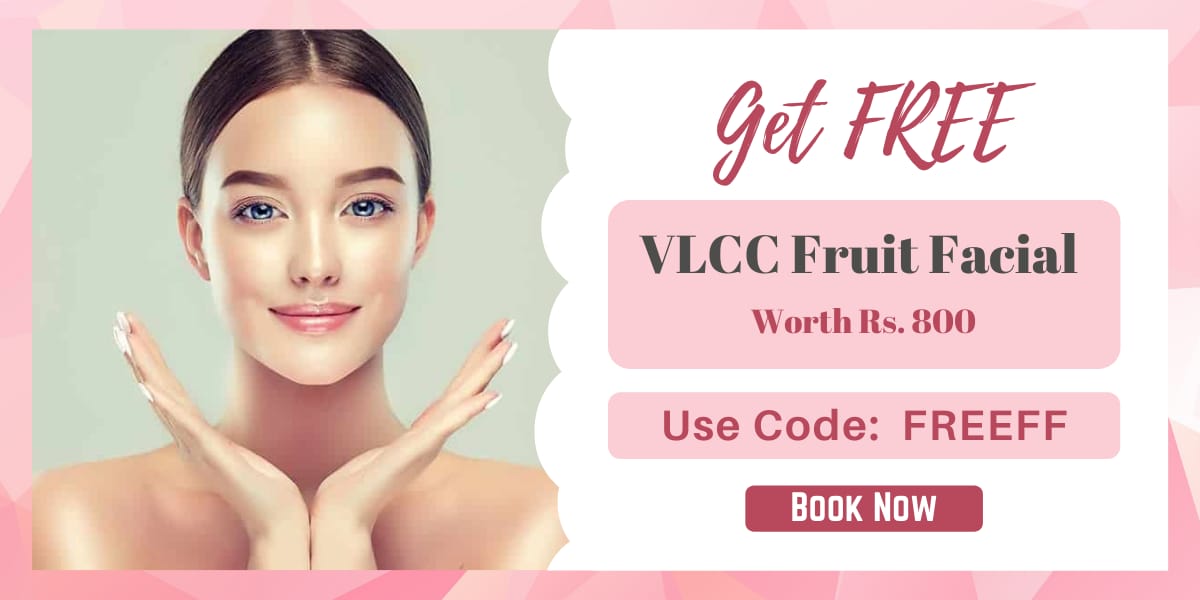 Get FREE
VLCC Fruit Facial
Worth Rs. 800
Use Code: FREEFF
Book Now